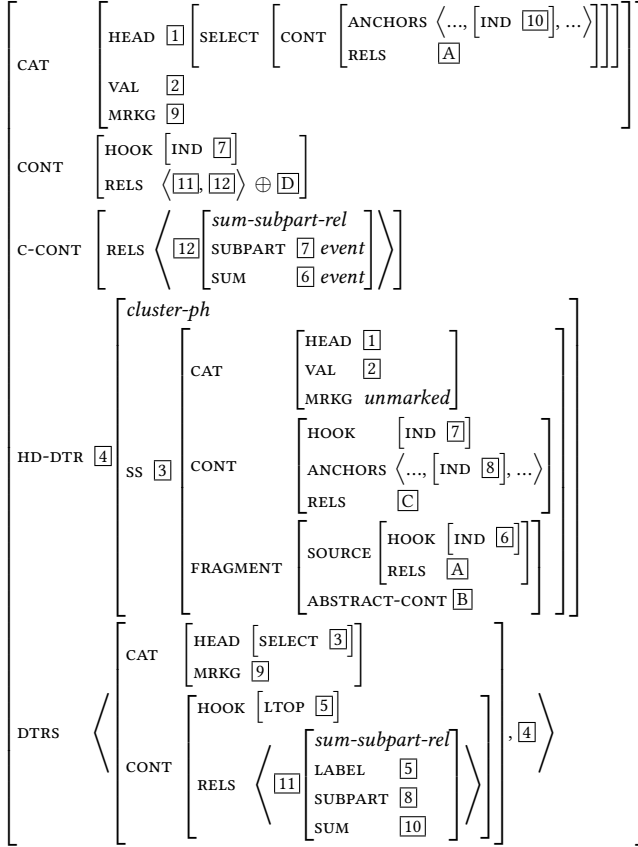 CAT HEAD 1 SELECT CONT ANCHORS ⟨…, [IND 10], …⟩
RELS A
VAL 2
MRKG 9
CONT HOOK [IND 7]
RELS ⟨11, 12⟩ ⊕ D
C-CONT RELS ⟨12 sum-subpart-rel
SUBPART 7 event
SUM 6 event⟩
HD-DTR 4 cluster-ph
SS 3 CAT HEAD 1
VAL 2
MRKG unmarked
CONT HOOK [IND 7]
ANCHORS ⟨…, [IND 8], …⟩
RELS C
FRAGMENT SOURCE HOOK [IND 6]
RELS A
ABSTRACT-CONT B
DTRS ⟨CAT HEAD [SELECT 3]
MRKG 9
CONT HOOK [LTOP 5]
RELS ⟨11 sum-subpart-rel
LABEL 5
SUBPART 8
SUM 10⟩, 4⟩